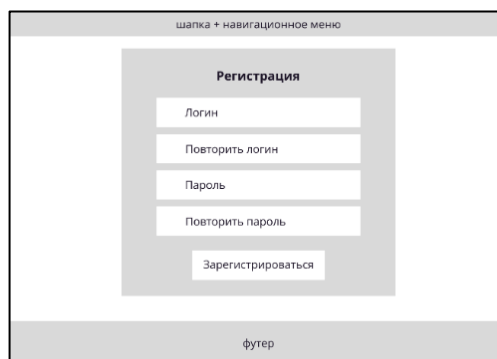 шапка + навигационное меню
Регистрация
Логин
Повторить логин
Пароль
Повторить пароль
Зарегистрироваться
футер